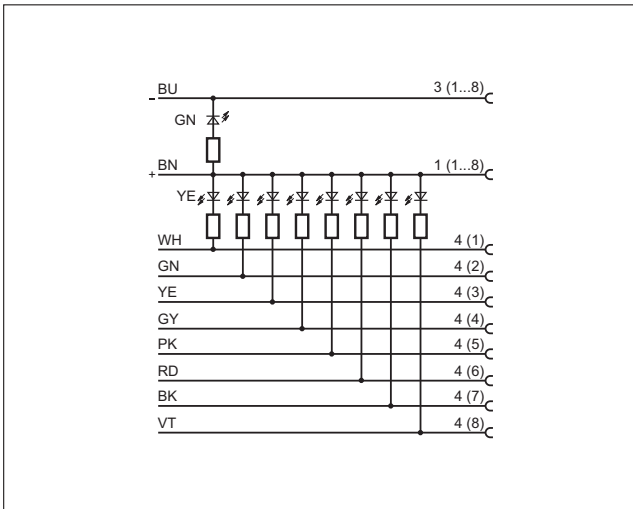 BU 3 (1...8)
-
GN
BN 1 (1...8)
+
YE
WH 4 (1)
GN 4 (2)
YE 4 (3)
GY 4 (4)
PK 4 (5)
RD 4 (6)
BK 4 (7)
VT 4 (8)